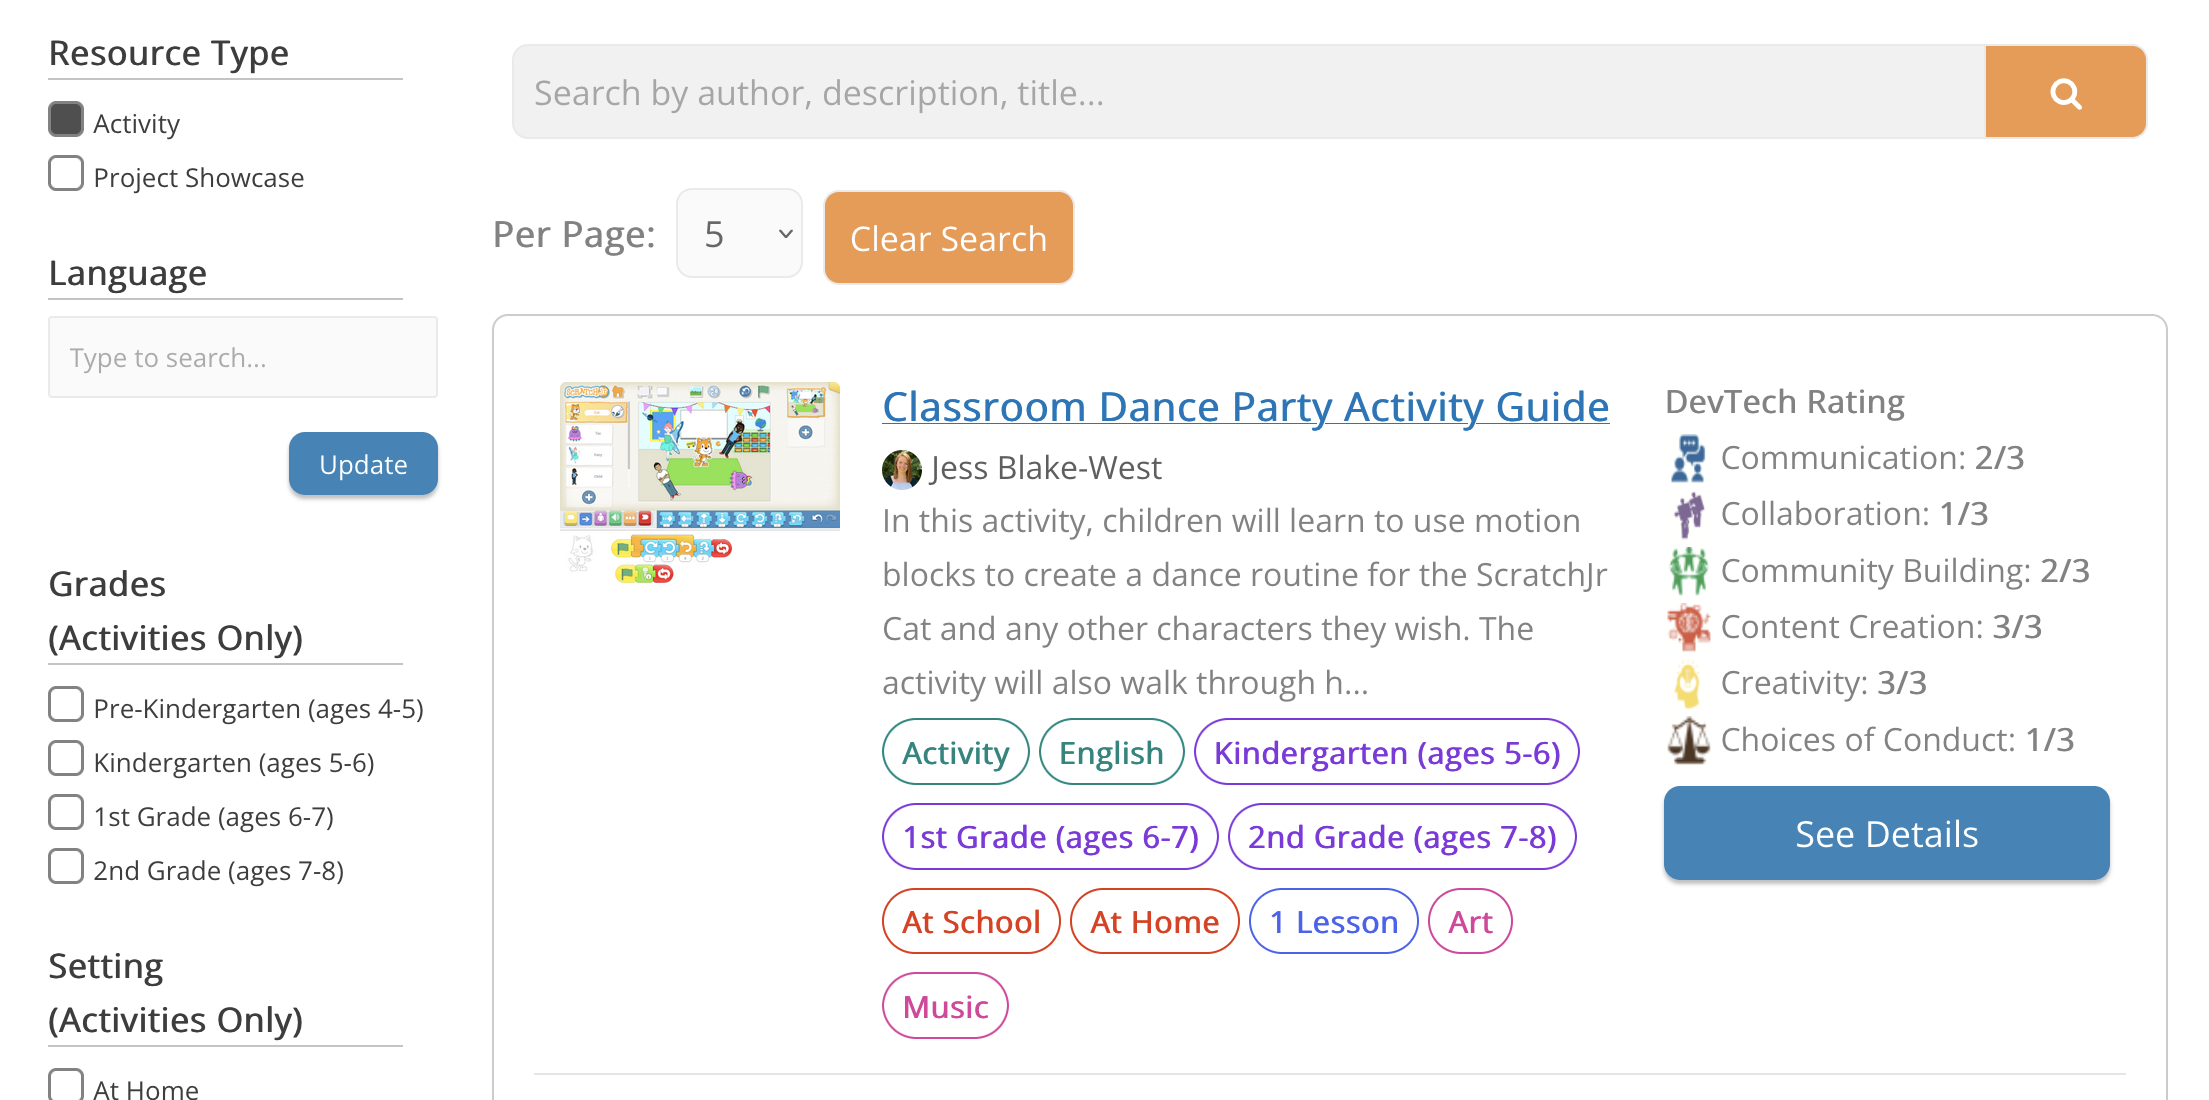 Resource Type
Activity
Project Showcase
Language
Type to search...
Update
Grades
(Activities Only)
Pre-Kindergarten (ages 4-5)
Kindergarten (ages 5-6)
1st Grade (ages 6-7)
2nd Grade (ages 7-8)
Setting
(Activities Only)
At Home
Search by author, description, title...
Per Page:
5
Clear Search
Classroom Dance Party Activity Guide
Jess Blake-West
In this activity, children will learn to use motion
blocks to create a dance routine for the ScratchJr
Cat and any other characters they wish. The
activity will also walk through h...
Activity English Kindergarten (ages 5-6)
1st Grade (ages 6-7) 2nd Grade (ages 7-8)
At School At Home 1 Lesson Art
Music
DevTech Rating
Communication: 2/3
Collaboration: 1/3
Community Building: 2/3
Content Creation: 3/3
Creativity: 3/3
Choices of Conduct: 1/3
See Details